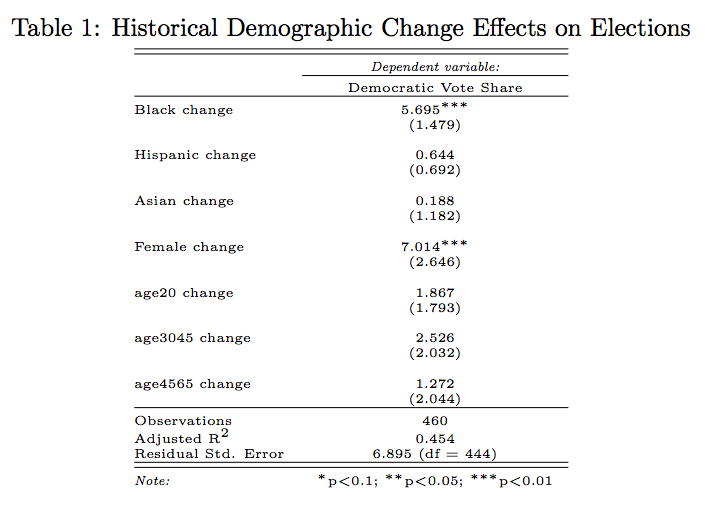 Table 1: Historical Demographic Change Effects on Elections
Dependent variable:
Democratic Vote Share
Black change 5.695***
(1.479)
Hispanic change 0.644
(0.692)
Asian change 0.188
(1.182)
Female change 7.014***
(2.646)
age20 change 1.867
(1.793)
age3045 change 2.526
(2.032)
age4565 change 1.272
(2.044)
Observations 460
Adjusted R2 0.454
Residual Std. Error 6.895 (df = 444)
Note: *p<0.1; **p<0.05; ***p<0.01